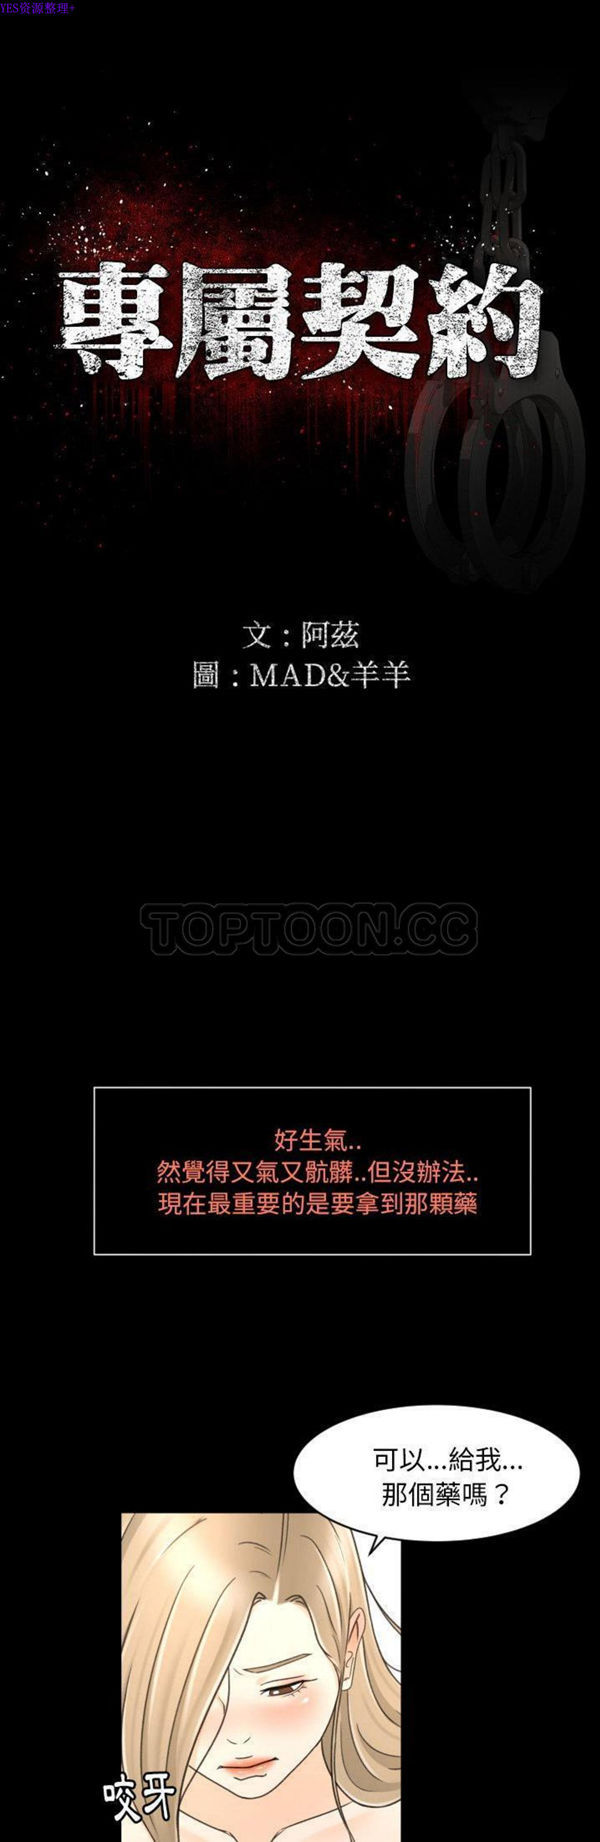 YES资源整理+
專屬契約
文：阿茲
圖：MAD&羊羊
TOPTOON.CC
好生氣..
然覺得又氣又骯髒..但沒辦法..
現在最重要的是要拿到那顆藥
可以...給我...
那個藥嗎？
咬牙